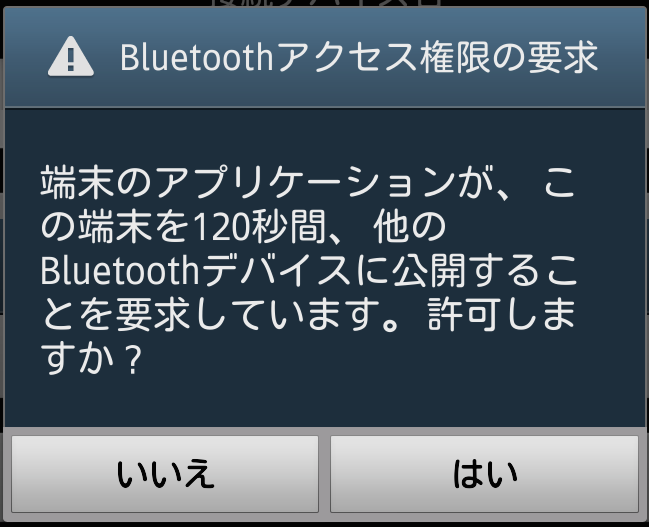 Bluetoothアクセス権限の要求
端末のアプリケーションが、 こ
の端末を120秒間、 他の
Bluetoothデバイスに公開するこ
とを要求しています。 許可しま
すか？
いいえ
はい